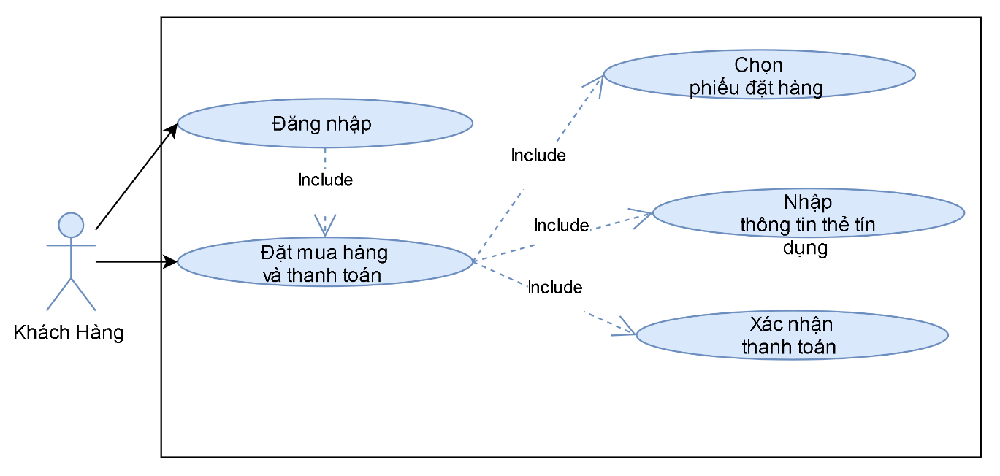 Chọn
phiếu đặt hàng
Đăng nhập
Include
Include
Nhập
thông tin thẻ tín
dụng
Include
Đặt mua hàng
và thanh toán
Include
Xác nhận
thanh toán
Khách Hàng